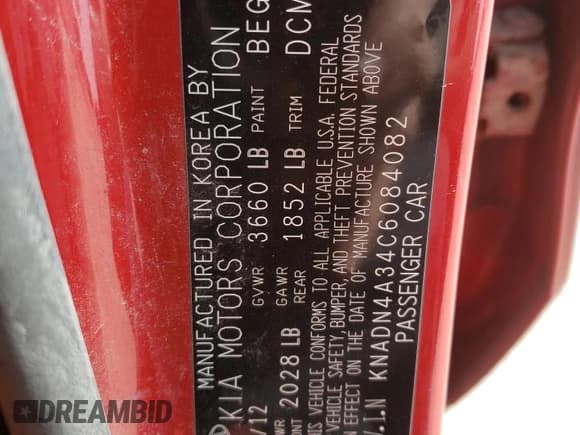 MANUFACTURED IN KOREA BY
KIA MOTORS CORPORATION
/12 GVWR 3660 LB PAINT BEG
2028 LB GAWR REAR 1852 LB TRIM DCM
VEHICLE CONFORMS TO ALL APPLICABLE U.S.A. FEDERAL
VEHICLE SAFETY, BUMPER, AND THEFT PREVENTION STANDARDS
EFFECT ON THE DATE OF MANUFACTURE SHOWN ABOVE
V.I.N KNADN4A34C6084082
PASSENGER CAR
DREAMBID